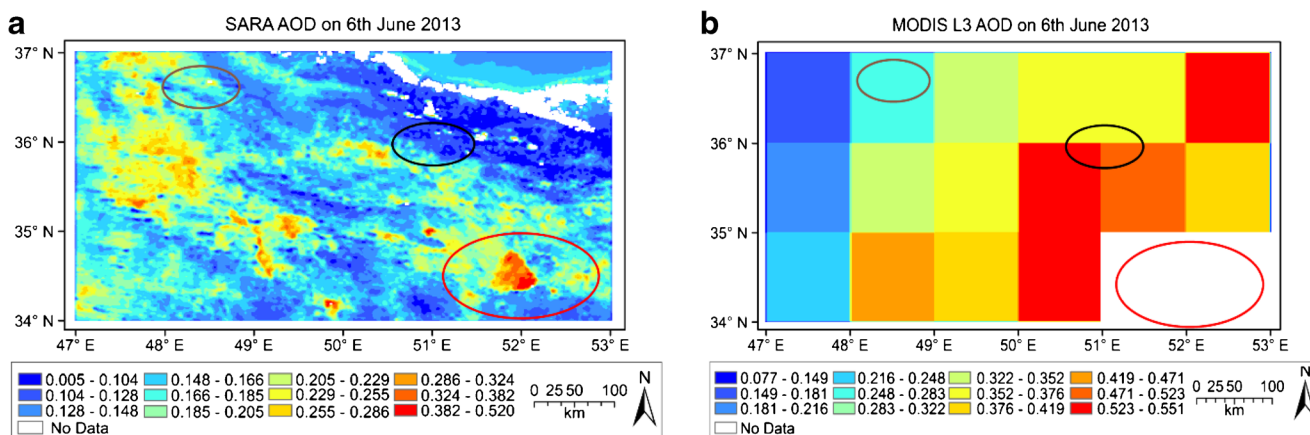 a
SARA AOD on 6th June 2013
37° N
36° N
35° N
34° N
47° E 48° E 49° E 50° E 51° E 52° E 53° E
0.005 - 0.104 0.148 - 0.166 0.205 - 0.229 0.286 - 0.324
0.104 - 0.128 0.166 - 0.185 0.229 - 0.255 0.324 - 0.382
0.128 - 0.148 0.185 - 0.205 0.255 - 0.286 0.382 - 0.520
No Data
0 25 50 100
km
N
b
MODIS L3 AOD on 6th June 2013
37° N
36° N
35° N
34° N
47° E 48° E 49° E 50° E 51° E 52° E 53° E
0.077 - 0.149 0.216 - 0.248 0.322 - 0.352 0.419 - 0.471
0.149 - 0.181 0.248 - 0.283 0.352 - 0.376 0.471 - 0.523
0.181 - 0.216 0.283 - 0.322 0.376 - 0.419 0.523 - 0.551
No Data
0 25 50 100
km
N